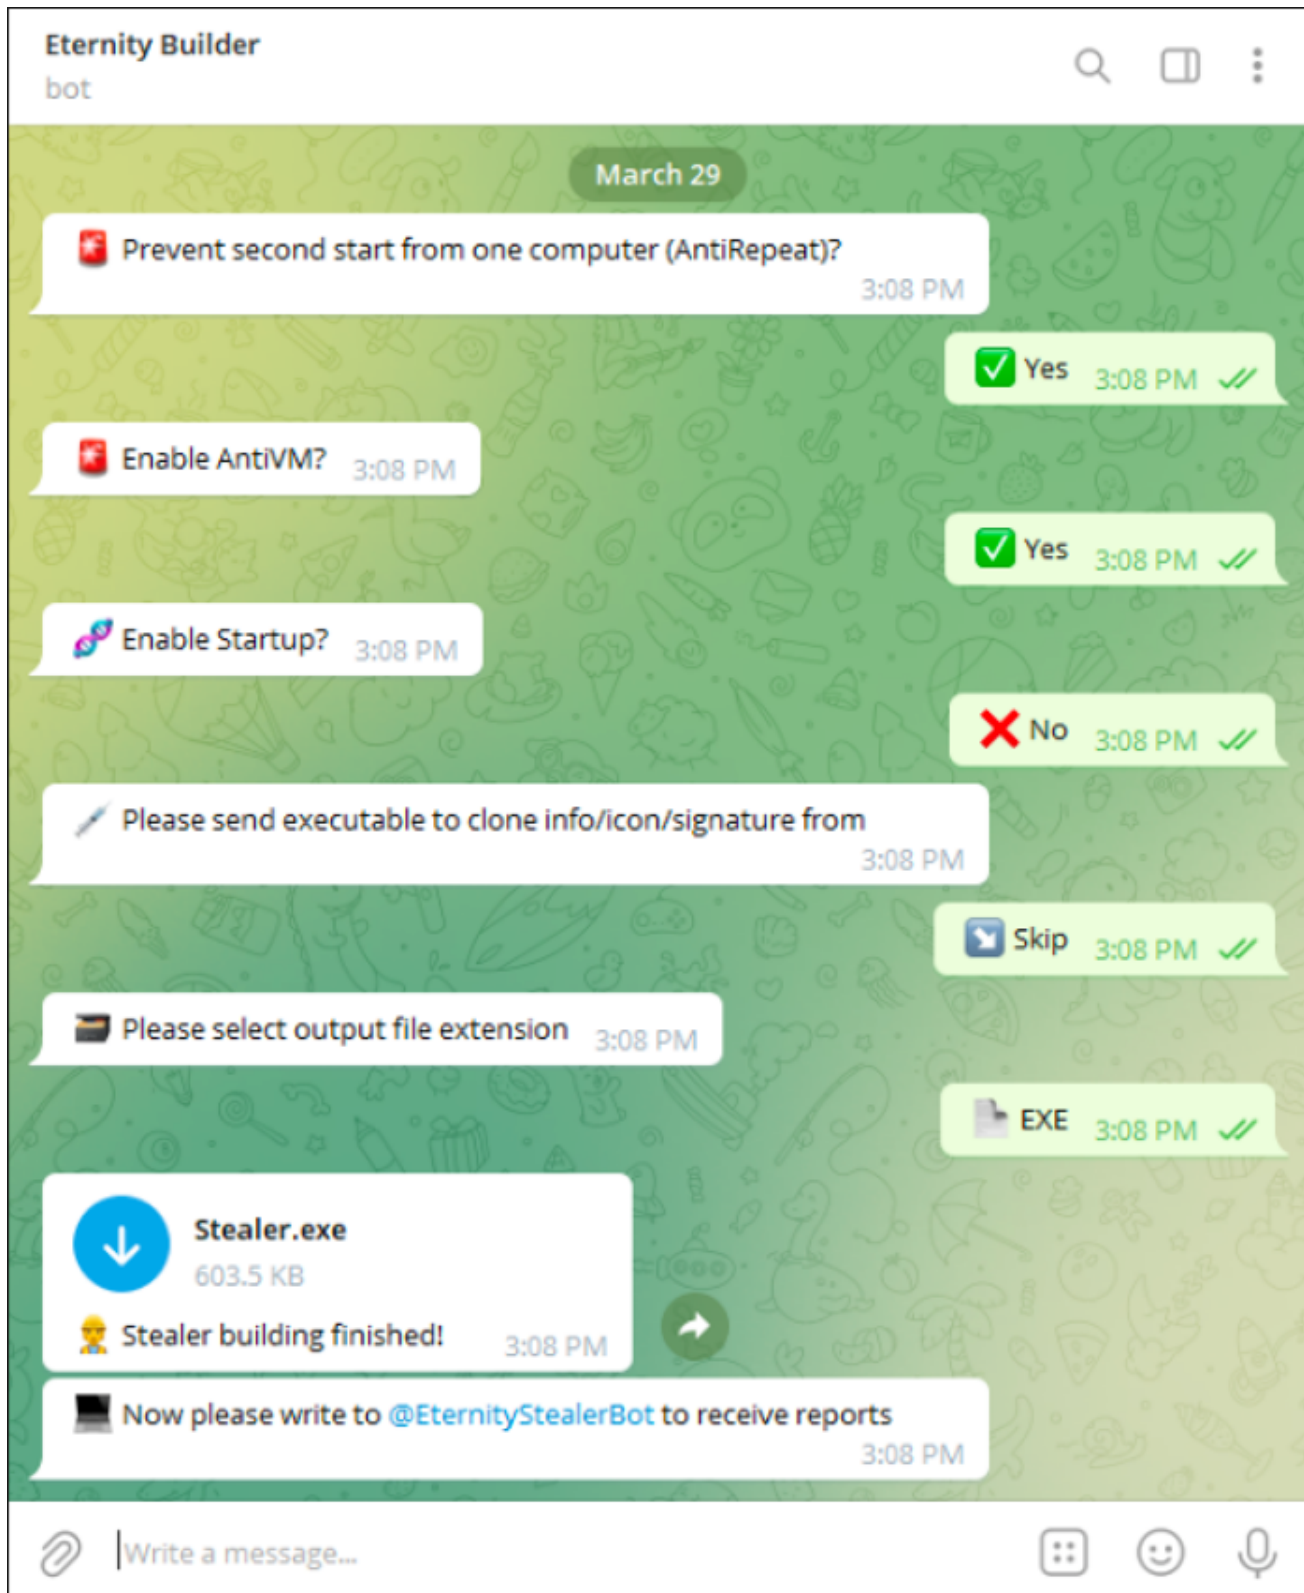 Eternity Builder
bot
March 29
🚨 Prevent second start from one computer (AntiRepeat)?
3:08 PM
✅ Yes 3:08 PM
🚨 Enable AntiVM? 3:08 PM
✅ Yes 3:08 PM
🧬 Enable Startup? 3:08 PM
❌ No 3:08 PM
💉 Please send executable to clone info/icon/signature from
3:08 PM
↘️ Skip 3:08 PM
🗃 Please select output file extension 3:08 PM
EXE 3:08 PM
Stealer.exe
603.5 KB
👷 Stealer building finished! 3:08 PM
💻 Now please write to @EternityStealerBot to receive reports
3:08 PM
Write a message...